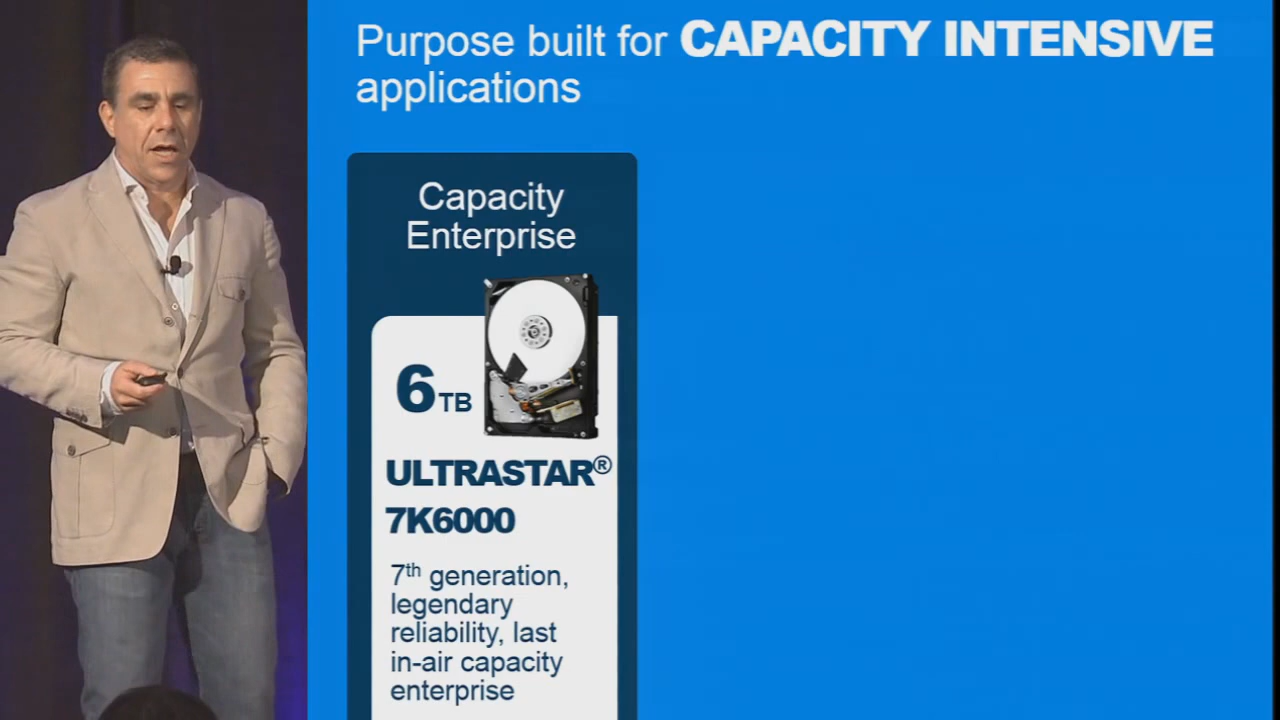 Purpose built for CAPACITY INTENSIVE
applications
Capacity
Enterprise
6TB
ULTRASTAR®
7K6000
7th generation,
legendary
reliability, last
in-air capacity
enterprise